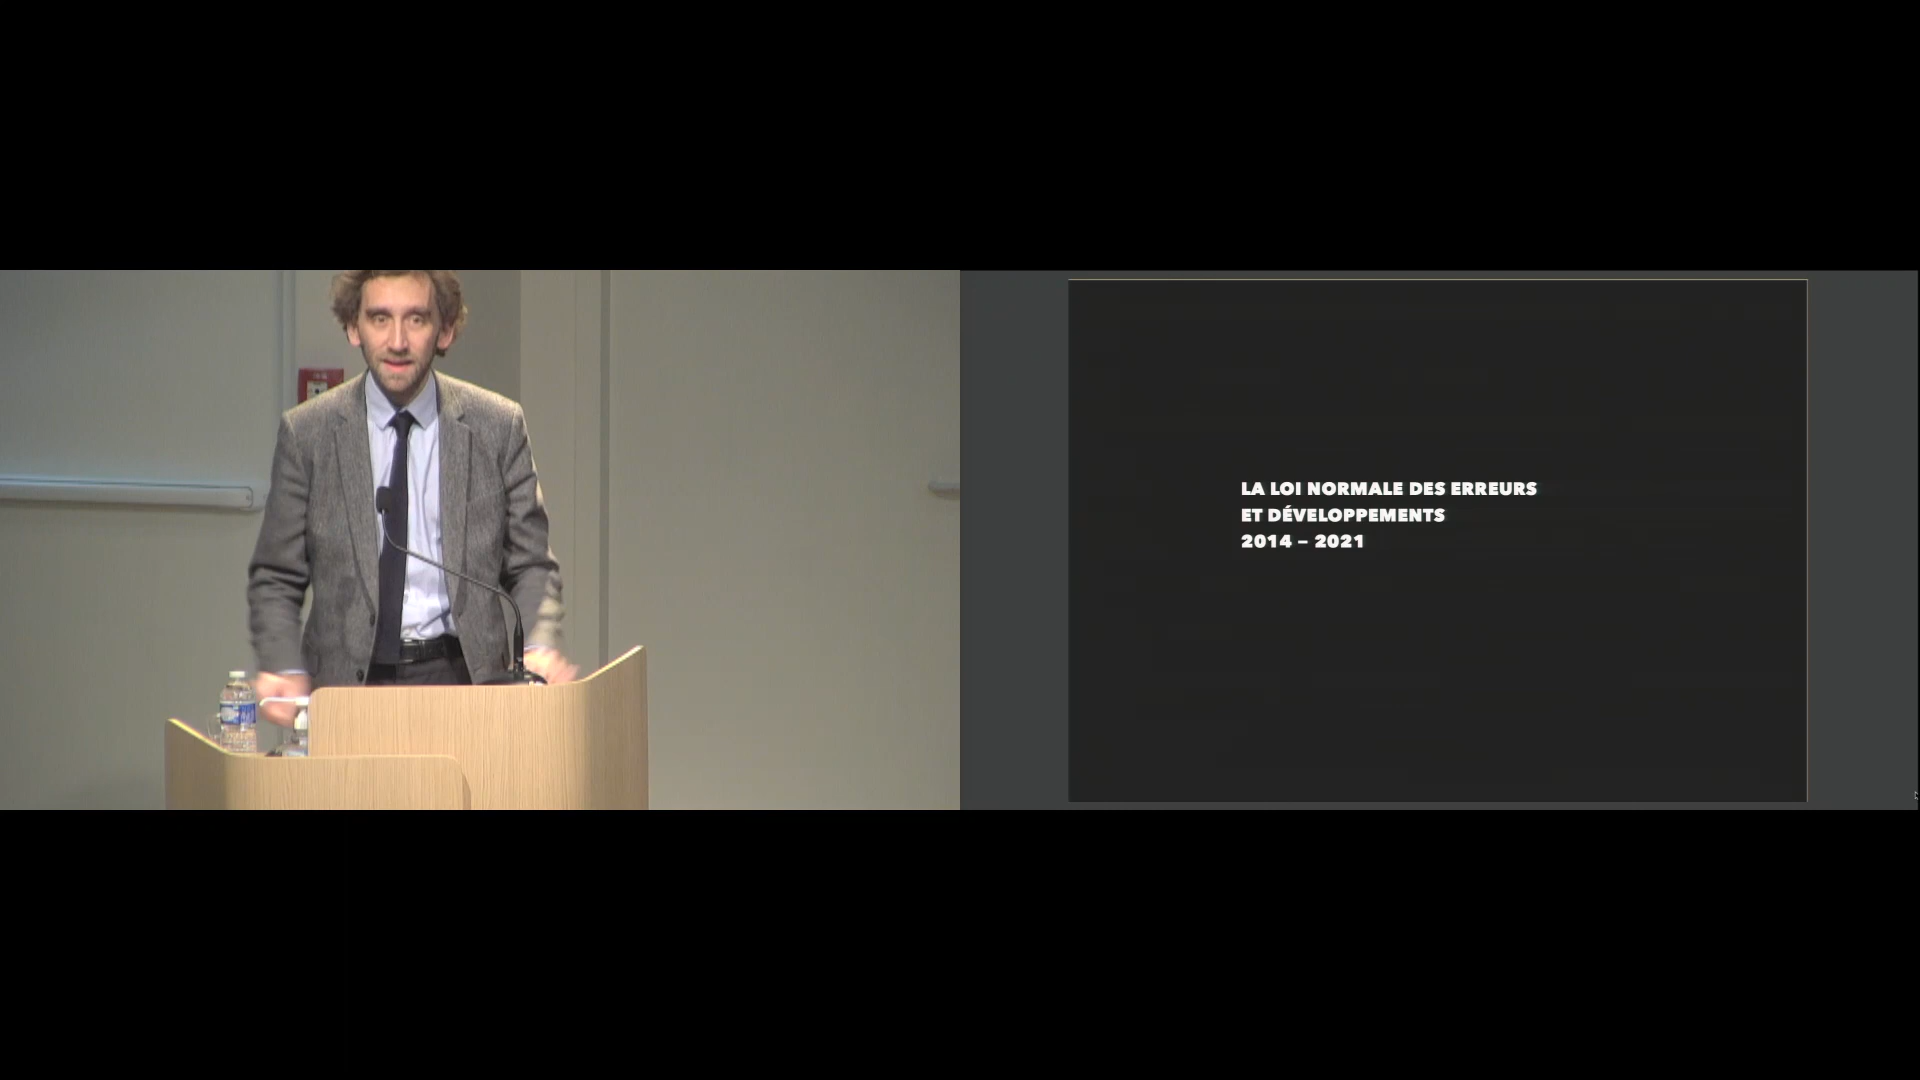 LA LOI NORMALE DES ERREURS
ET DÉVELOPPEMENTS
2014 – 2021